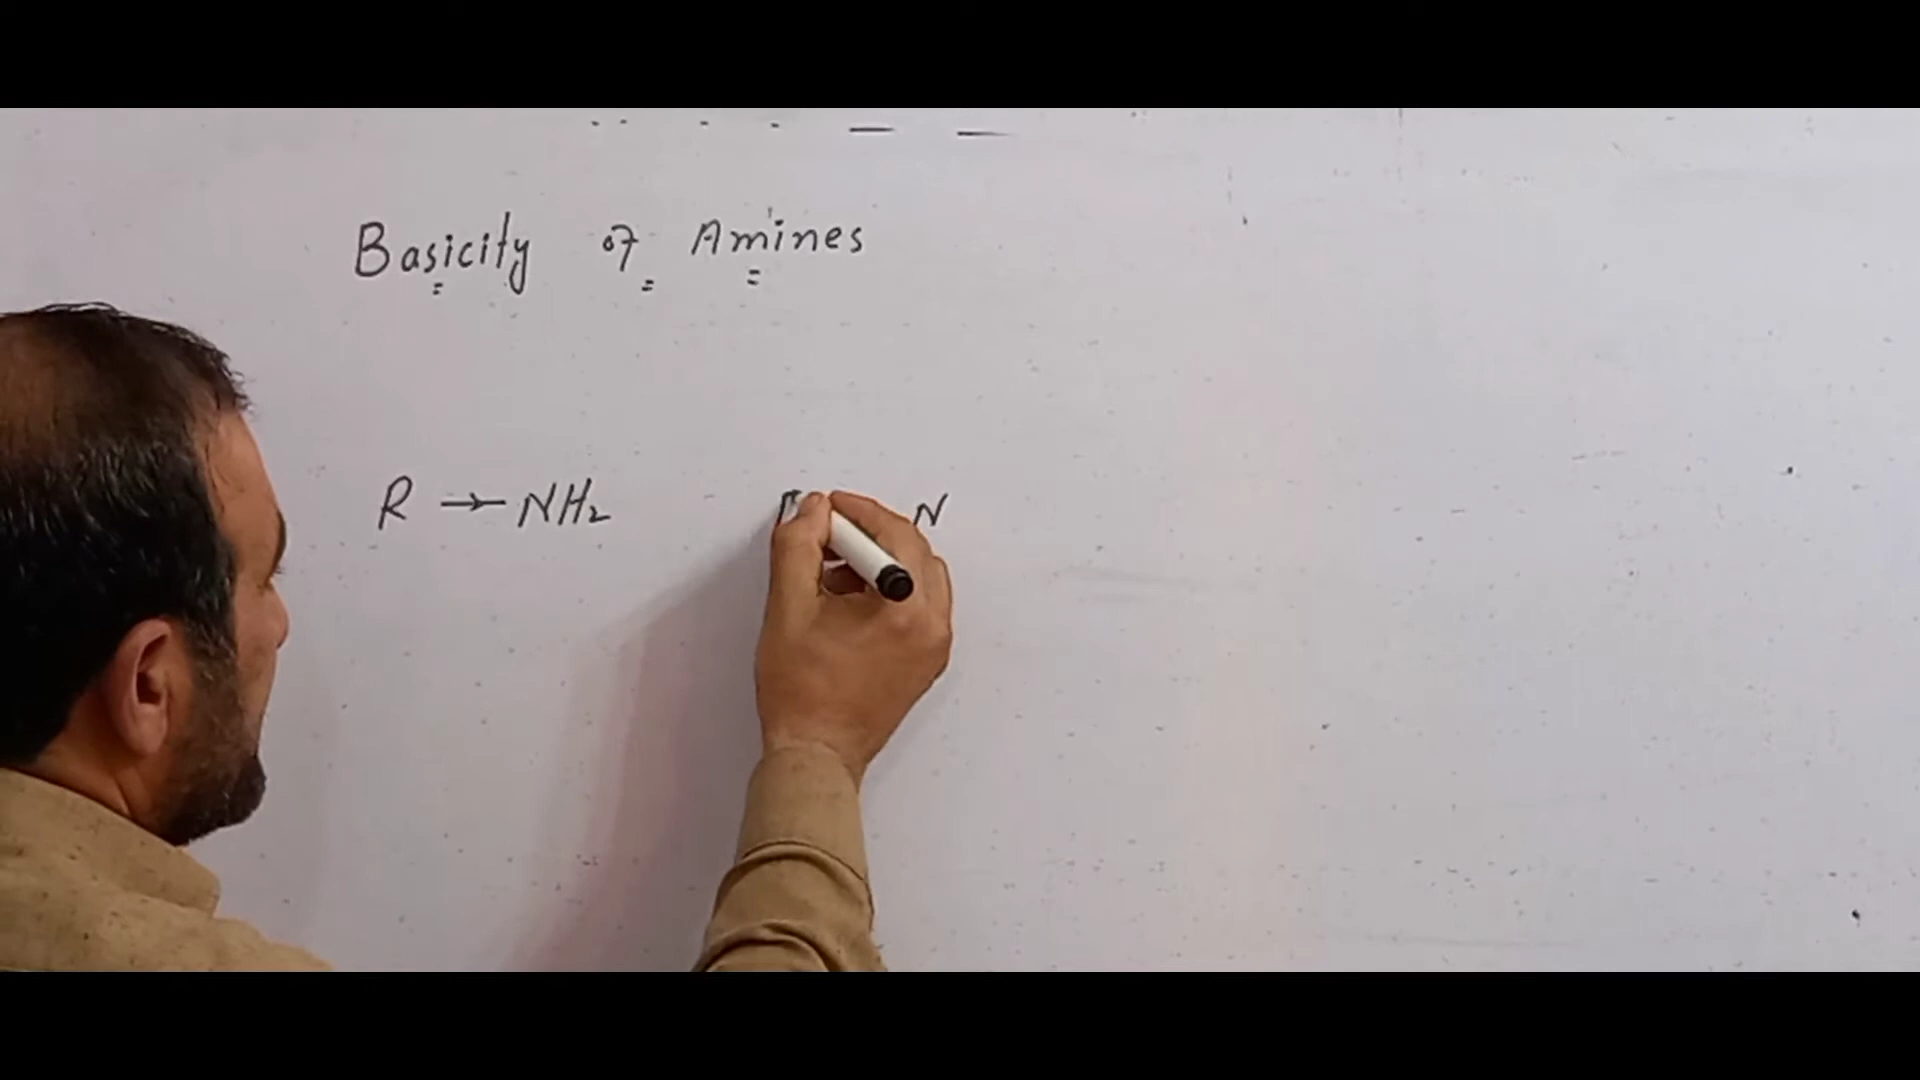 Basicity of Amines
R → NH₂ N